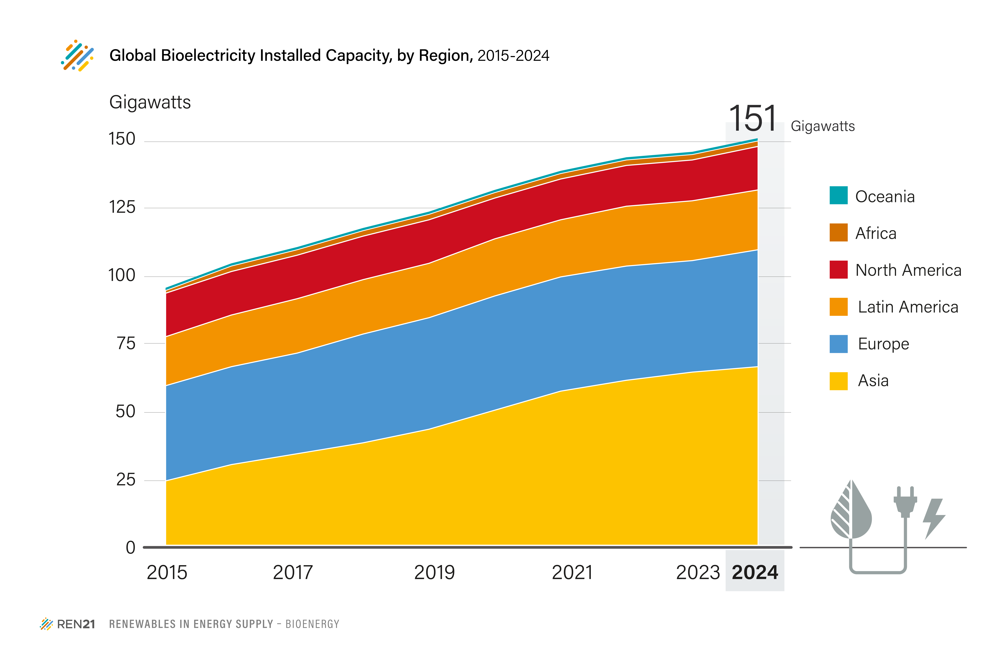 Global Bioelectricity Installed Capacity, by Region, 2015-2024
Gigawatts
151 Gigawatts
150
125
100
75
50
25
0
Oceania
Africa
North America
Latin America
Europe
Asia
2015 2017 2019 2021 2023 2024
REN21 RENEWABLES IN ENERGY SUPPLY – BIOENERGY